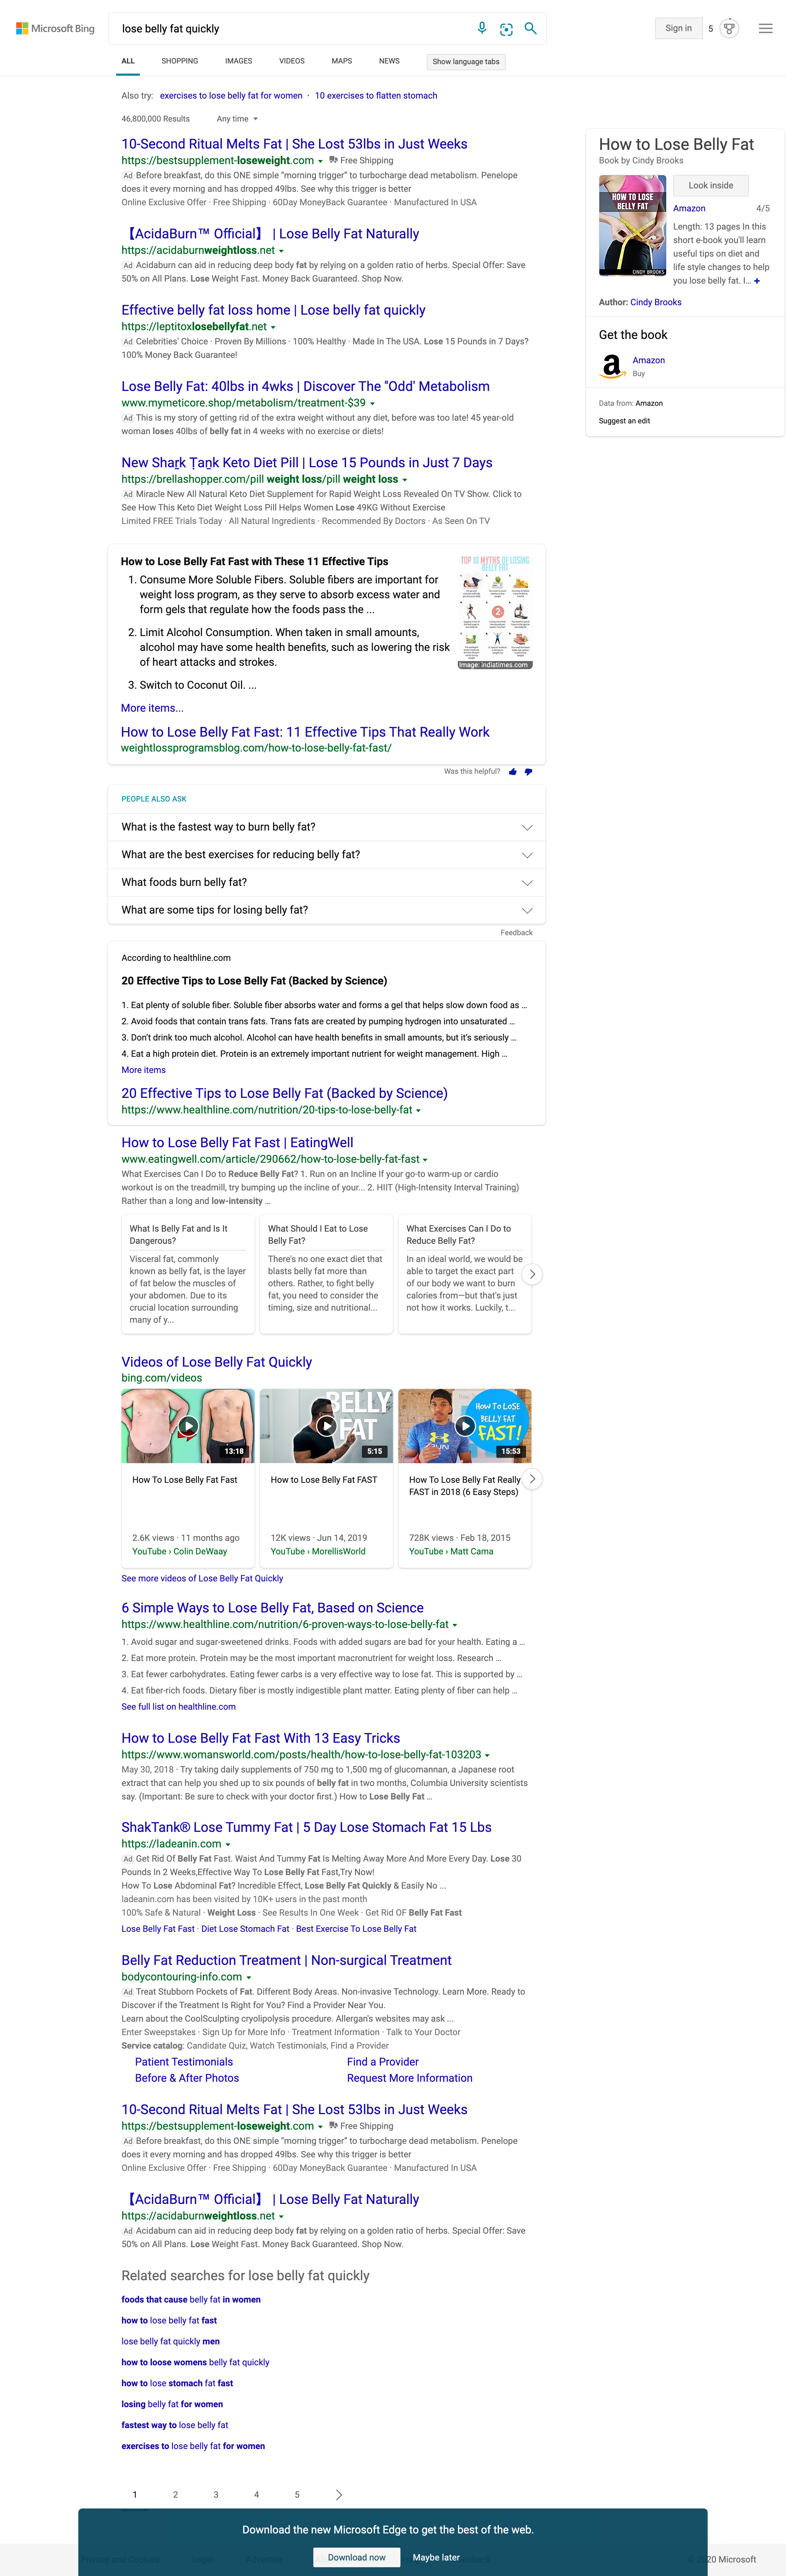 Microsoft Bing
lose belly fat quickly
Sign in
5
ALL
SHOPPING
IMAGES
VIDEOS
MAPS
NEWS
Show language tabs
Also try: exercises to lose belly fat for women · 10 exercises to flatten stomach
46,800,000 Results
Any time
10-Second Ritual Melts Fat | She Lost 53lbs in Just Weeks
https://bestsupplement-loseweight.com
Free Shipping
Ad Before breakfast, do this ONE simple “morning trigger” to turbocharge dead metabolism. Penelope
does it every morning and has dropped 49lbs. See why this trigger is better
Online Exclusive Offer · Free Shipping · 60Day MoneyBack Guarantee · Manufactured In USA
【AcidaBurn™ Official】 | Lose Belly Fat Naturally
https://acidaburnweightloss.net
Ad Acidaburn can aid in reducing deep body fat by relying on a golden ratio of herbs. Special Offer: Save
50% on All Plans. Lose Weight Fast. Money Back Guaranteed. Shop Now.
Effective belly fat loss home | Lose belly fat quickly
https://leptitoxlosebellyfat.net
Ad Celebrities' Choice · Proven By Millions · 100% Healthy · Made In The USA. Lose 15 Pounds in 7 Days?
100% Money Back Guarantee!
Lose Belly Fat: 40lbs in 4wks | Discover The "Odd' Metabolism
www.mymeticore.shop/metabolism/treatment-$39
Ad This is my story of getting rid of the extra weight without any diet, before was too late! 45 year-old
woman loses 40lbs of belly fat in 4 weeks with no exercise or diets!
New Shaṟk Ṭaṉk Keto Diet Pill | Lose 15 Pounds in Just 7 Days
https://brellashopper.com/pill weight loss/pill weight loss
Ad Miracle New All Natural Keto Diet Supplement for Rapid Weight Loss Revealed On TV Show. Click to
See How This Keto Diet Weight Loss Pill Helps Women Lose 49KG Without Exercise
Limited FREE Trials Today · All Natural Ingredients · Recommended By Doctors · As Seen On TV
How to Lose Belly Fat
Book by Cindy Brooks
HOW TO LOSE
BELLY FAT
CINDY BROOKS
Look inside
Amazon
4/5
Length: 13 pages In this
short e-book you'll learn
useful tips on diet and
life style changes to help
you lose belly fat. I... +
Author: Cindy Brooks
Get the book
a
Amazon
Buy
Data from: Amazon
Suggest an edit
How to Lose Belly Fat Fast with These 11 Effective Tips
1. Consume More Soluble Fibers. Soluble fibers are important for
weight loss program, as they serve to absorb excess water and
form gels that regulate how the foods pass the ...
2. Limit Alcohol Consumption. When taken in small amounts,
alcohol may have some health benefits, such as lowering the risk
of heart attacks and strokes.
3. Switch to Coconut Oil. ...
TOP 10 MYTHS OF LOSING
BELLY FAT
2
Image: indiatimes.com
More items...
How to Lose Belly Fat Fast: 11 Effective Tips That Really Work
weightlossprogramsblog.com/how-to-lose-belly-fat-fast/
Was this helpful?
PEOPLE ALSO ASK
What is the fastest way to burn belly fat?
What are the best exercises for reducing belly fat?
What foods burn belly fat?
What are some tips for losing belly fat?
Feedback
According to healthline.com
20 Effective Tips to Lose Belly Fat (Backed by Science)
1. Eat plenty of soluble fiber. Soluble fiber absorbs water and forms a gel that helps slow down food as ...
2. Avoid foods that contain trans fats. Trans fats are created by pumping hydrogen into unsaturated ...
3. Don't drink too much alcohol. Alcohol can have health benefits in small amounts, but it's seriously ...
4. Eat a high protein diet. Protein is an extremely important nutrient for weight management. High ...
More items
20 Effective Tips to Lose Belly Fat (Backed by Science)
https://www.healthline.com/nutrition/20-tips-to-lose-belly-fat
How to Lose Belly Fat Fast | EatingWell
www.eatingwell.com/article/290662/how-to-lose-belly-fat-fast
What Exercises Can I Do to Reduce Belly Fat? 1. Run on an Incline If your go-to warm-up or cardio
workout is on the treadmill, try bumping up the incline of your... 2. HIIT (High-Intensity Interval Training)
Rather than a long and low-intensity ...
What Is Belly Fat and Is It
Dangerous?
Visceral fat, commonly
known as belly fat, is the layer
of fat below the muscles of
your abdomen. Due to its
crucial location surrounding
many of y...
What Should I Eat to Lose
Belly Fat?
There's no one exact diet that
blasts belly fat more than
others. Rather, to fight belly
fat, you need to consider the
timing, size and nutritional...
What Exercises Can I Do to
Reduce Belly Fat?
In an ideal world, we would be
able to target the exact part
of our body we want to burn
calories from—but that's just
not how it works. Luckily, t...
Videos of Lose Belly Fat Quickly
bing.com/videos
13:18
How To Lose Belly Fat Fast
2.6K views · 11 months ago
YouTube › Colin DeWaay
BELLY
FAT
5:15
How to Lose Belly Fat FAST
12K views · Jun 14, 2019
YouTube › MorellisWorld
HOW TO LOSE
BELLY FAT
FAST!
15:53
How To Lose Belly Fat Really
FAST in 2018 (6 Easy Steps)
728K views · Feb 18, 2015
YouTube › Matt Cama
See more videos of Lose Belly Fat Quickly
6 Simple Ways to Lose Belly Fat, Based on Science
https://www.healthline.com/nutrition/6-proven-ways-to-lose-belly-fat
1. Avoid sugar and sugar-sweetened drinks. Foods with added sugars are bad for your health. Eating a ...
2. Eat more protein. Protein may be the most important macronutrient for weight loss. Research ...
3. Eat fewer carbohydrates. Eating fewer carbs is a very effective way to lose fat. This is supported by ...
4. Eat fiber-rich foods. Dietary fiber is mostly indigestible plant matter. Eating plenty of fiber can help ...
See full list on healthline.com
How to Lose Belly Fat Fast With 13 Easy Tricks
https://www.womansworld.com/posts/health/how-to-lose-belly-fat-103203
May 30, 2018 · Try taking daily supplements of 750 mg to 1,500 mg of glucomannan, a Japanese root
extract that can help you shed up to six pounds of belly fat in two months, Columbia University scientists
say. (Important: Be sure to check with your doctor first.) How to Lose Belly Fat ...
ShakTank® Lose Tummy Fat | 5 Day Lose Stomach Fat 15 Lbs
https://ladeanin.com
Ad Get Rid Of Belly Fat Fast. Waist And Tummy Fat Is Melting Away More And More Every Day. Lose 30
Pounds In 2 Weeks,Effective Way To Lose Belly Fat Fast,Try Now!
How To Lose Abdominal Fat? Incredible Effect, Lose Belly Fat Quickly & Easily No ...
ladeanin.com has been visited by 10K+ users in the past month
100% Safe & Natural · Weight Loss · See Results In One Week · Get Rid OF Belly Fat Fast
Lose Belly Fat Fast · Diet Lose Stomach Fat · Best Exercise To Lose Belly Fat
Belly Fat Reduction Treatment | Non-surgical Treatment
bodycontouring-info.com
Ad Treat Stubborn Pockets of Fat. Different Body Areas. Non-invasive Technology. Learn More. Ready to
Discover if the Treatment Is Right for You? Find a Provider Near You.
Learn about the CoolSculpting cryolipolysis procedure. Allergan's websites may ask ...
Enter Sweepstakes · Sign Up for More Info · Treatment Information · Talk to Your Doctor
Service catalog: Candidate Quiz, Watch Testimonials, Find a Provider
Patient Testimonials
Find a Provider
Before & After Photos
Request More Information
10-Second Ritual Melts Fat | She Lost 53lbs in Just Weeks
https://bestsupplement-loseweight.com
Free Shipping
Ad Before breakfast, do this ONE simple “morning trigger” to turbocharge dead metabolism. Penelope
does it every morning and has dropped 49lbs. See why this trigger is better
Online Exclusive Offer · Free Shipping · 60Day MoneyBack Guarantee · Manufactured In USA
【AcidaBurn™ Official】 | Lose Belly Fat Naturally
https://acidaburnweightloss.net
Ad Acidaburn can aid in reducing deep body fat by relying on a golden ratio of herbs. Special Offer: Save
50% on All Plans. Lose Weight Fast. Money Back Guaranteed. Shop Now.
Related searches for lose belly fat quickly
foods that cause belly fat in women
how to lose belly fat fast
lose belly fat quickly men
how to loose womens belly fat quickly
how to lose stomach fat fast
losing belly fat for women
fastest way to lose belly fat
exercises to lose belly fat for women
1
2
3
4
5
Download the new Microsoft Edge to get the best of the web.
Download now
Maybe later
20 Microsoft